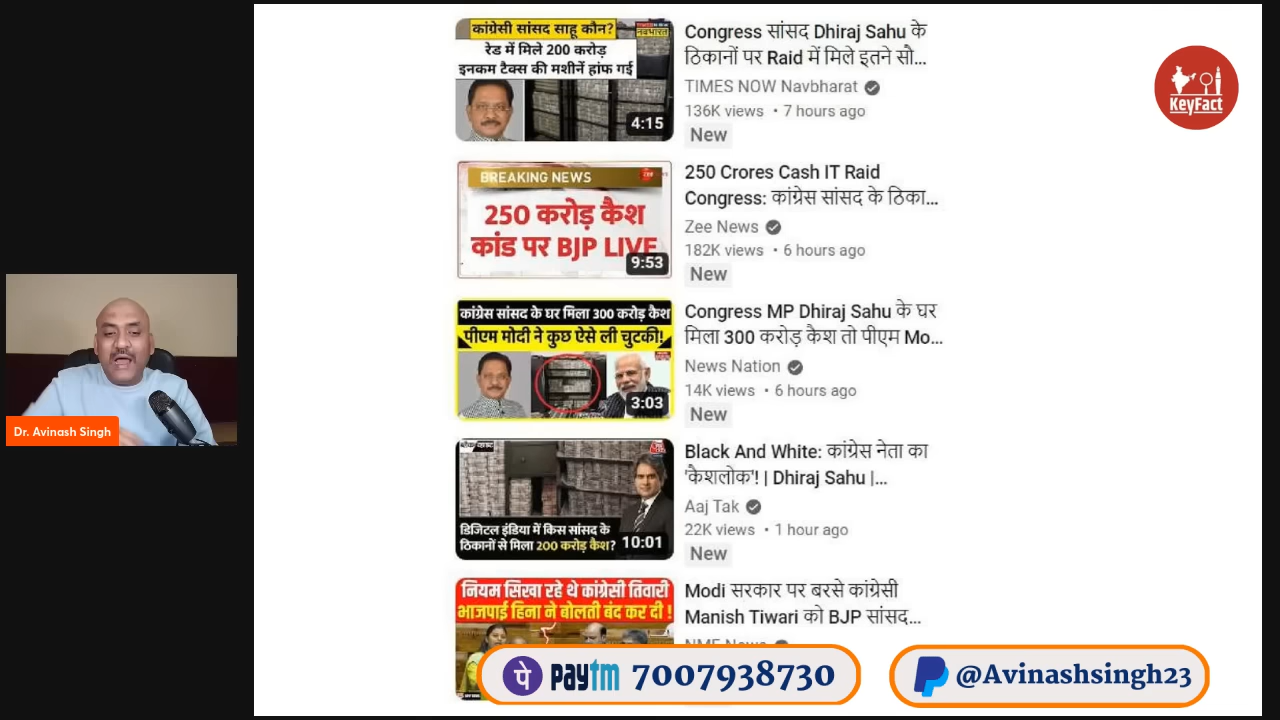 कांग्रेसी सांसद साहू कौन?
रेड में मिले 200 करोड़
इनकम टैक्स की मशीनें हांफ गई
4:15
Congress सांसद Dhiraj Sahu के
ठिकानों पर Raid में मिले इतने सौ...
TIMES NOW Navbharat
136K views • 7 hours ago
New
KeyFact
BREAKING NEWS
250 करोड़ कैश
कांड पर BJP LIVE
9:53
250 Crores Cash IT Raid
Congress: कांग्रेस सांसद के ठिका...
Zee News
182K views • 6 hours ago
New
कांग्रेस सांसद के घर मिला 300 करोड़ कैश
पीएम मोदी ने कुछ ऐसे ली चुटकी!
3:03
Congress MP Dhiraj Sahu के घर
मिला 300 करोड़ कैश तो पीएम Mo...
News Nation
14K views • 6 hours ago
New
Dr. Avinash Singh
डिजिटल इंडिया में किस सांसद के
ठिकानों से मिला 200 करोड़ कैश?
10:01
Black And White: कांग्रेस नेता का
'कैशलोक'! | Dhiraj Sahu |...
Aaj Tak
22K views • 1 hour ago
New
नियम सिखा रहे थे कांग्रेसी तिवारी
भाजपाई हिना ने बोलती बंद कर दी !
Modi सरकार पर बरसे कांग्रेसी
Manish Tiwari को BJP सांसद...
पे paytm 7007938730
@Avinashsingh23